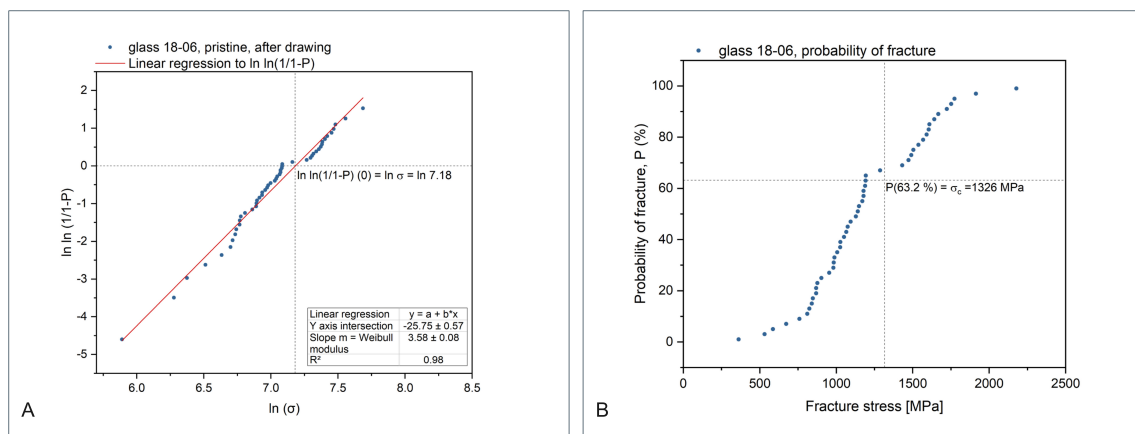 glass 18-06, pristine, after drawing
Linear regression to ln ln(1/1-P)
2
1
0
-1
-2
-3
-4
-5
ln ln (1/1-P)
ln ln(1/1-P) (0) = ln σ = ln 7.18
Linear regression y = a + b*x
Y axis intersection -25.75 ± 0.57
Slope m = Weibull modulus 3.58 ± 0.08
R² 0.98
6.0 6.5 7.0 7.5 8.0 8.5
ln (σ)
A
glass 18-06, probability of fracture
100
80
60
40
20
0
Probability of fracture, P (%)
P(63.2 %) = σc =1326 MPa
0 500 1000 1500 2000 2500
Fracture stress [MPa]
B